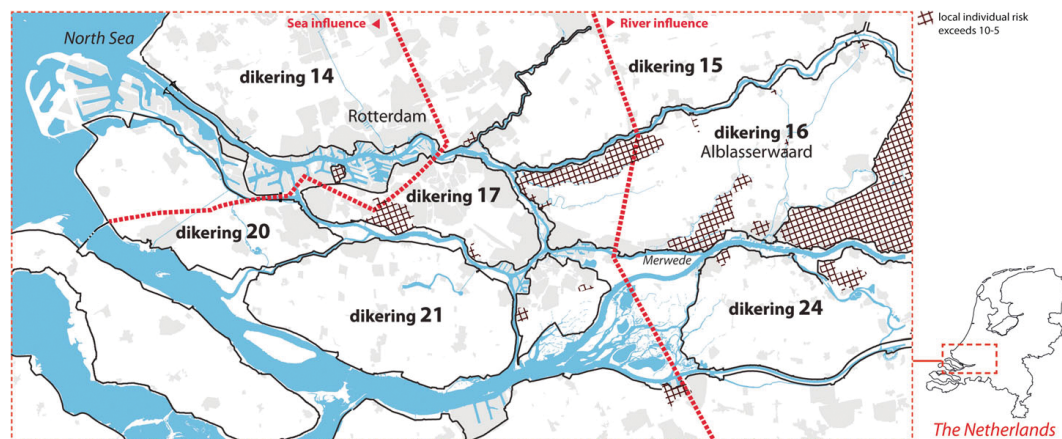 Sea influence
River influence
local individual risk
exceeds 10-5
North Sea
dikering 14
dikering 15
Rotterdam
dikering 16
Alblasserwaard
dikering 17
dikering 20
Merwede
dikering 21
dikering 24
The Netherlands